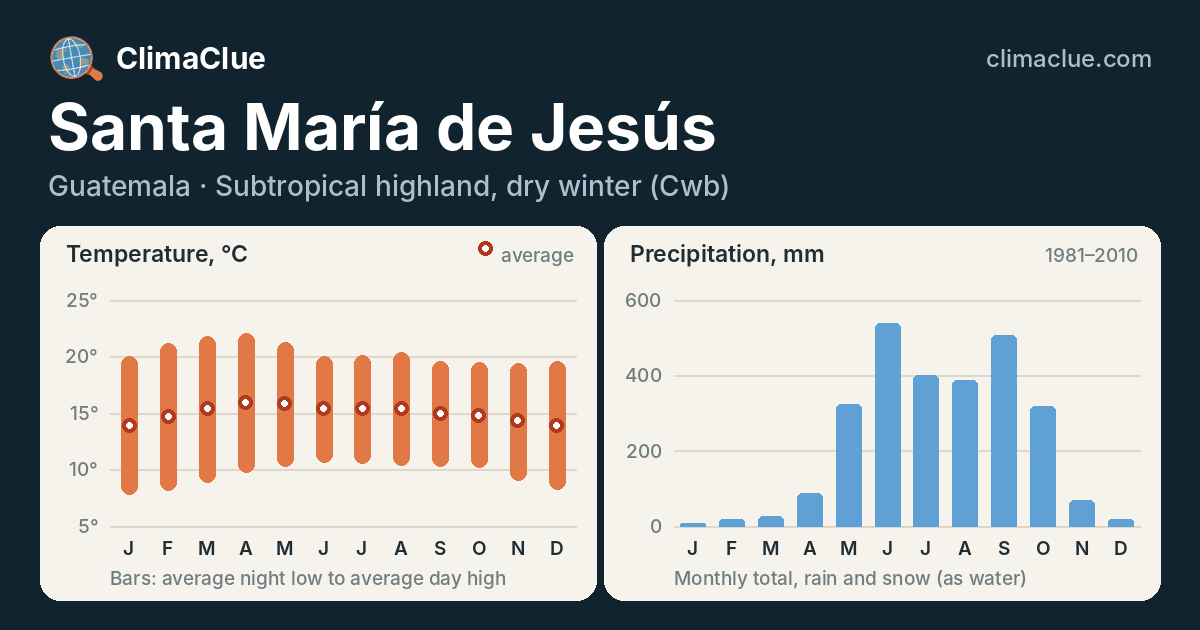 ClimaClue
climaclue.com
Santa María de Jesús
Guatemala · Subtropical highland, dry winter (Cwb)
Temperature, °C
average
25°
20°
15°
10°
5°
J F M A M J J A S O N D
Bars: average night low to average day high
Precipitation, mm
1981–2010
600
400
200
0
J F M A M J J A S O N D
Monthly total, rain and snow (as water)